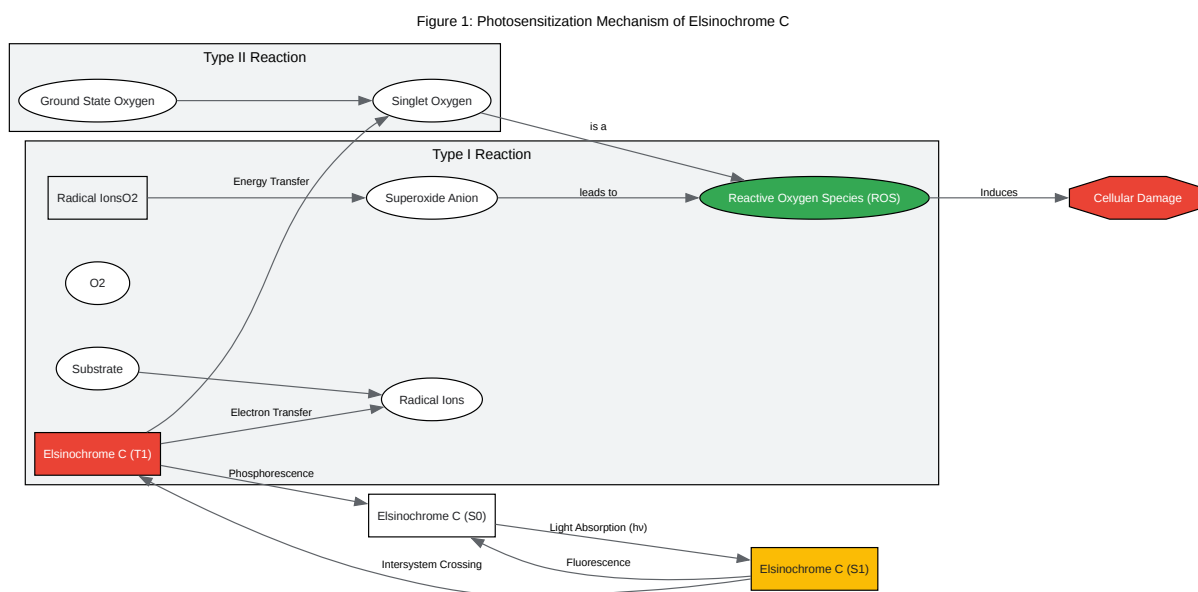 Figure 1: Photosensitization Mechanism of Elsinochrome C
Type II Reaction
Ground State Oxygen
Singlet Oxygen
is a
Type I Reaction
Radical IonsO2
Energy Transfer
Superoxide Anion
leads to
Reactive Oxygen Species (ROS)
Induces
Cellular Damage
O2
Substrate
Radical Ions
Electron Transfer
Elsinochrome C (T1)
Phosphorescence
Elsinochrome C (S0)
Light Absorption (hν)
Intersystem Crossing
Fluorescence
Elsinochrome C (S1)